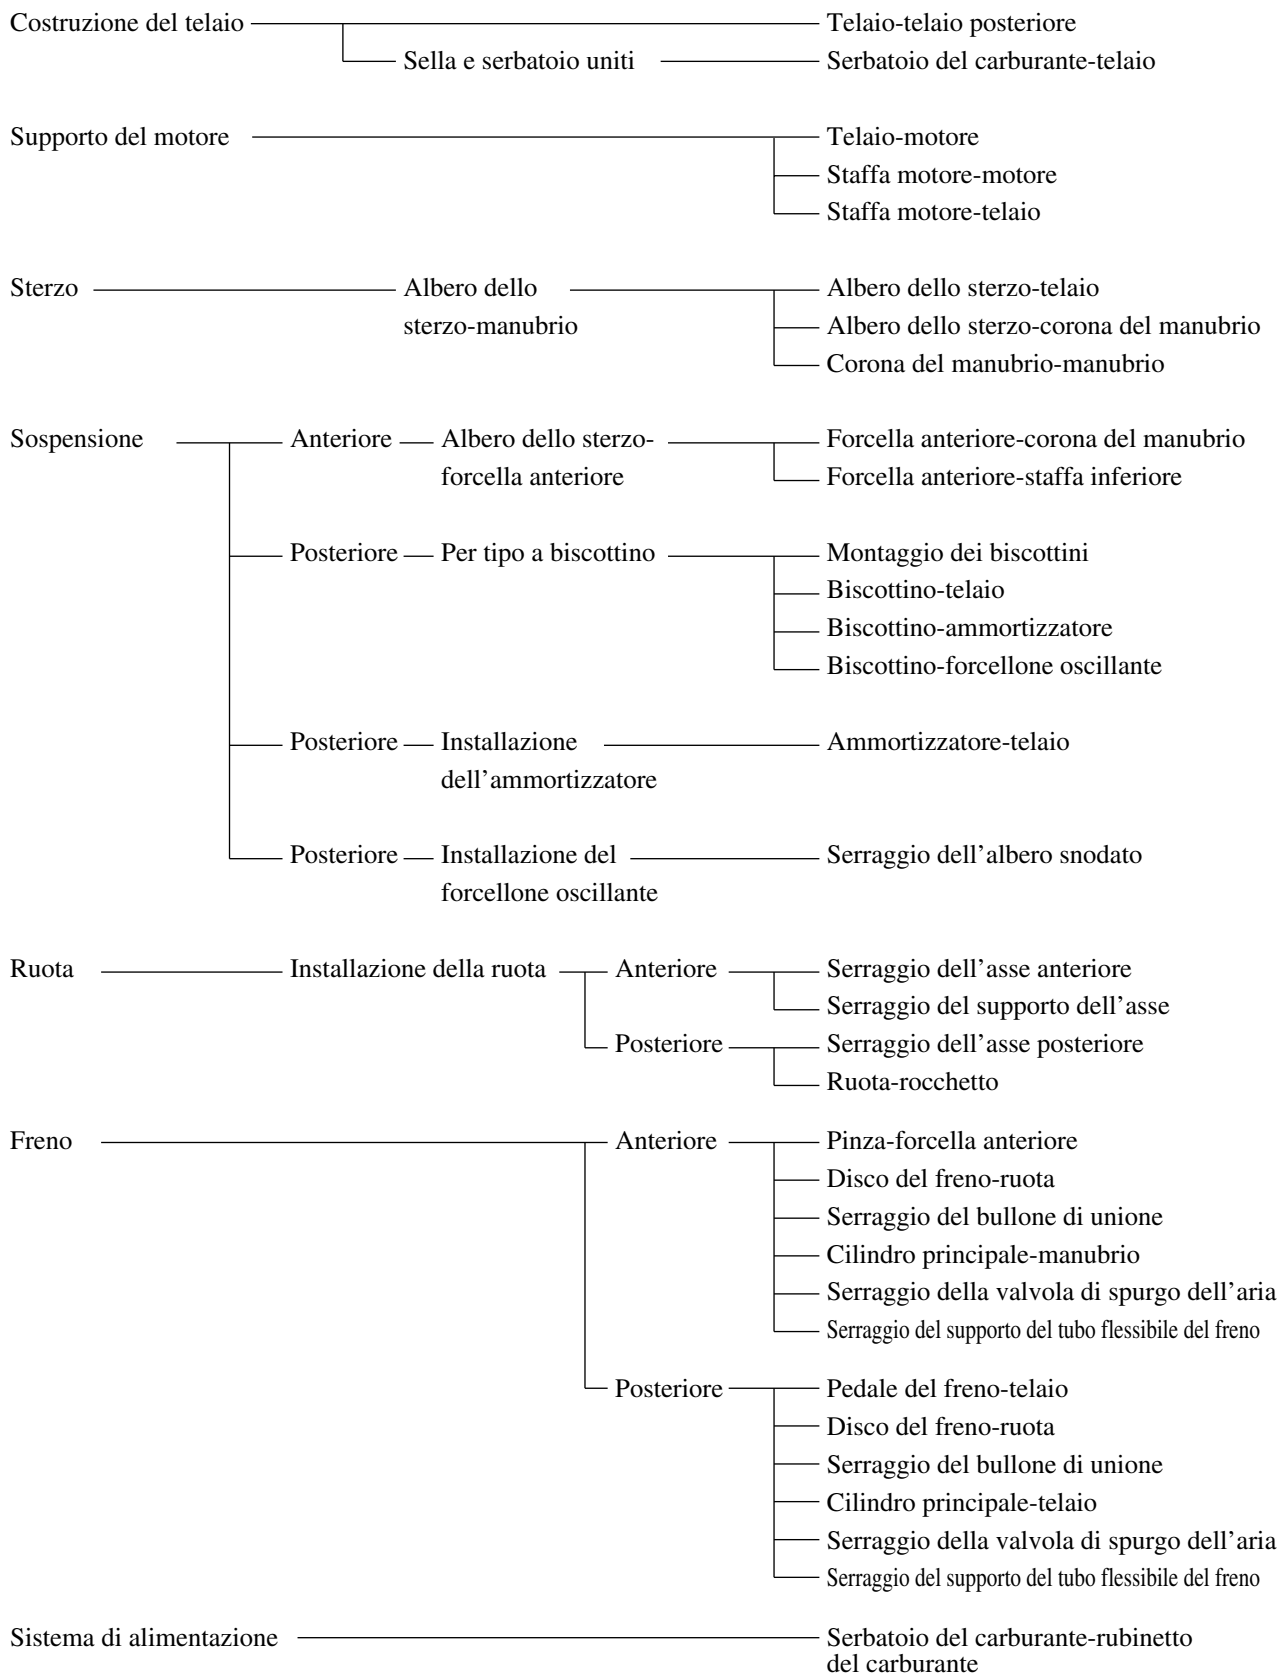 Costruzione del telaio Telaio-telaio posteriore
Sella e serbatoio uniti Serbatoio del carburante-telaio
Supporto del motore Telaio-motore
Staffa motore-motore
Staffa motore-telaio
Sterzo Albero dello Albero dello sterzo-telaio
sterzo-manubrio Albero dello sterzo-corona del manubrio
Corona del manubrio-manubrio
Sospensione Anteriore Albero dello sterzo- Forcella anteriore-corona del manubrio
forcella anteriore Forcella anteriore-staffa inferiore
Posteriore Per tipo a biscottino Montaggio dei biscottini
Biscottino-telaio
Biscottino-ammortizzatore
Biscottino-forcellone oscillante
Posteriore Installazione Ammortizzatore-telaio
dell’ammortizzatore
Posteriore Installazione del Serraggio dell’albero snodato
forcellone oscillante
Ruota Installazione della ruota Anteriore Serraggio dell’asse anteriore
Serraggio del supporto dell’asse
Posteriore Serraggio dell’asse posteriore
Ruota-rocchetto
Freno Anteriore Pinza-forcella anteriore
Disco del freno-ruota
Serraggio del bullone di unione
Cilindro principale-manubrio
Serraggio della valvola di spurgo dell’aria
Serraggio del supporto del tubo flessibile del freno
Posteriore Pedale del freno-telaio
Disco del freno-ruota
Serraggio del bullone di unione
Cilindro principale-telaio
Serraggio della valvola di spurgo dell’aria
Serraggio del supporto del tubo flessibile del freno
Sistema di alimentazione Serbatoio del carburante-rubinetto
del carburante